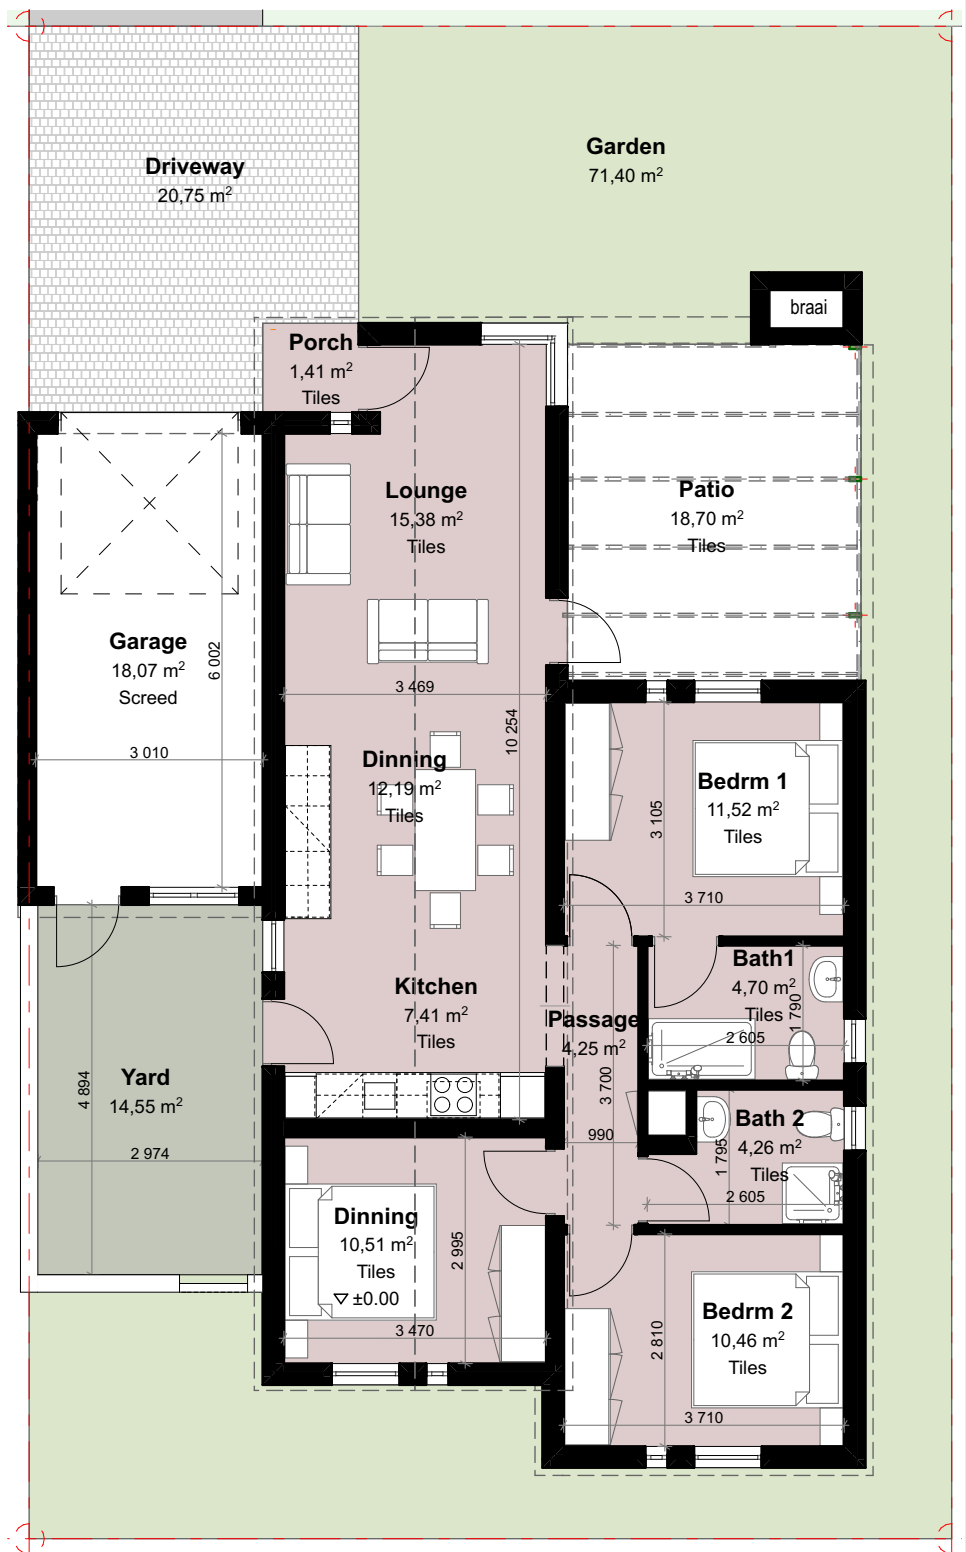 Garden
71,40 m²
Driveway
20,75 m²
braai
Porch
1,41 m²
Tiles
Lounge
15,38 m²
Tiles
Patio
18,70 m²
Tiles
Garage
18,07 m²
Screed
6 002
3 469
10 254
3 010
Dinning
12,19 m²
Tiles
Bedrm 1
11,52 m²
Tiles
3 105
3 710
Kitchen
7,41 m²
Tiles
Bath1
4,70 m²
Tiles
1 790
2 605
Passage
4,25 m²
3 700
990
Yard
14,55 m²
4 894
2 974
Bath 2
4,26 m²
Tiles
1 795
2 605
Dinning
10,51 m²
Tiles
±0.00
2 995
3 470
Bedrm 2
10,46 m²
Tiles
2 810
3 710